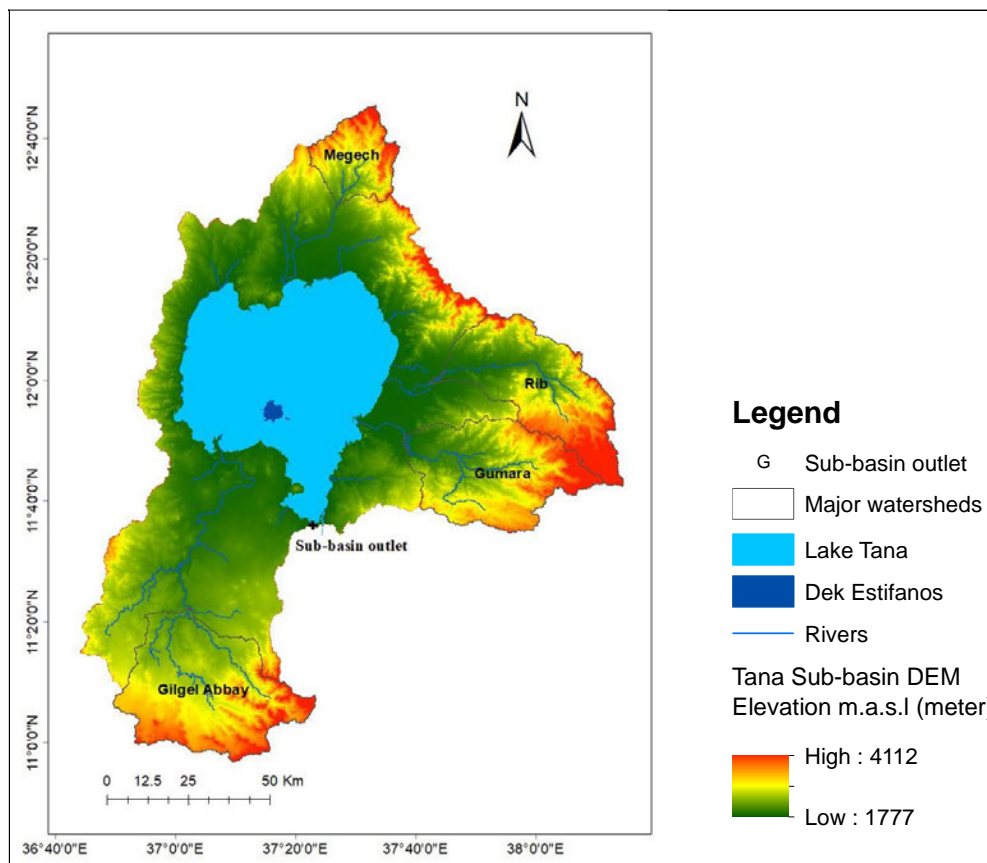 N
12°40'0"N
12°20'0"N
12°0'0"N
11°40'0"N
11°20'0"N
11°0'0"N
Megech
Rib
Gumara
Sub-basin outlet
Gilgel Abbay
0 12.5 25 50 Km
36°40'0"E 37°0'0"E 37°20'0"E 37°40'0"E 38°0'0"E
Legend
G Sub-basin outlet
Major watersheds
Lake Tana
Dek Estifanos
Rivers
Tana Sub-basin DEM
Elevation m.a.s.l (meter)
High : 4112
Low : 1777